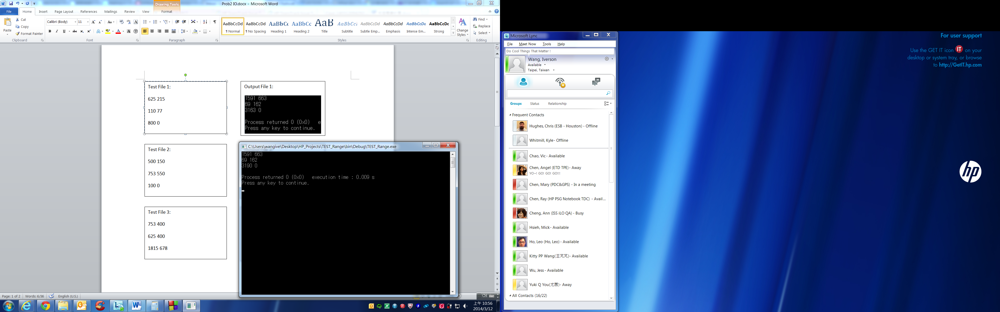 Drawing Tools
Prob2 IO.docx - Microsoft Word
File Home Insert Page Layout References Mailings Review View Format
Paste
Cut
Copy
Format Painter
Clipboard
Calibri (Body) 11
Font
Paragraph
AaBbCcDd AaBbCcDd AaBbCc AaBbCc AaB AaBbCcl AaBbCcDd AaBbCcDd AaBbCcDd AaBbCcDc
¶ Normal ¶ No Spacing Heading 1 Heading 2 Title Subtitle Subtle Emp... Emphasis Intense Em... Strong
Styles
Change Styles
Find
Replace
Select
Editing
Test File 1:
625 215
110 77
800 0
Output File 1:
1591 663
69 162
3163 0
Process returned 0 (0x0) e
Press any key to continue.
Test File 2:
500 150
753 550
100 0
Test File 3:
753 400
625 400
1815 678
C:\Users\wangive\Desktop\HP_Projects\TEST_Range\bin\Debug\TEST_Range.exe
1591 663
69 162
3190 0
Process returned 0 (0x0) execution time : 0.009 s
Press any key to continue.
Page: 1 of 2 Words: 6/36 English (U.S.)
CH
上午 10:56
2014/3/12
Microsoft Lync
File Meet Now Tools Help
Do Cool Things That Matter !
Wang, Iverson
Available
Taipei, Taiwan
Groups Status Relationship
Frequent Contacts
Hughes, Chris (ESB - Houston) - Offline
Whitmill, Kyle - Offline
Chao, Vic - Available
Chen, Angel (ETD TPE) - Away
YO~! GO! GO! GO!!!
Chen, Mary (PDC&GPS) - In a meeting
Chen, Ray (HP PSG Notebook TDC) - Avail...
Cheng, Ann (ISS iLO QA) - Busy
Hsieh, Mick - Available
Ho, Leo (Ho, Leo) - Available
Kitty PP Wang(王芃芃) - Available
Wu, Jess - Available
Yuki Q You(尤茜) - Away
All Contacts (16/22)
For user support
Use the GET IT icon IT on your
desktop or system tray, or browse
to http://GetIT.hp.com
hp